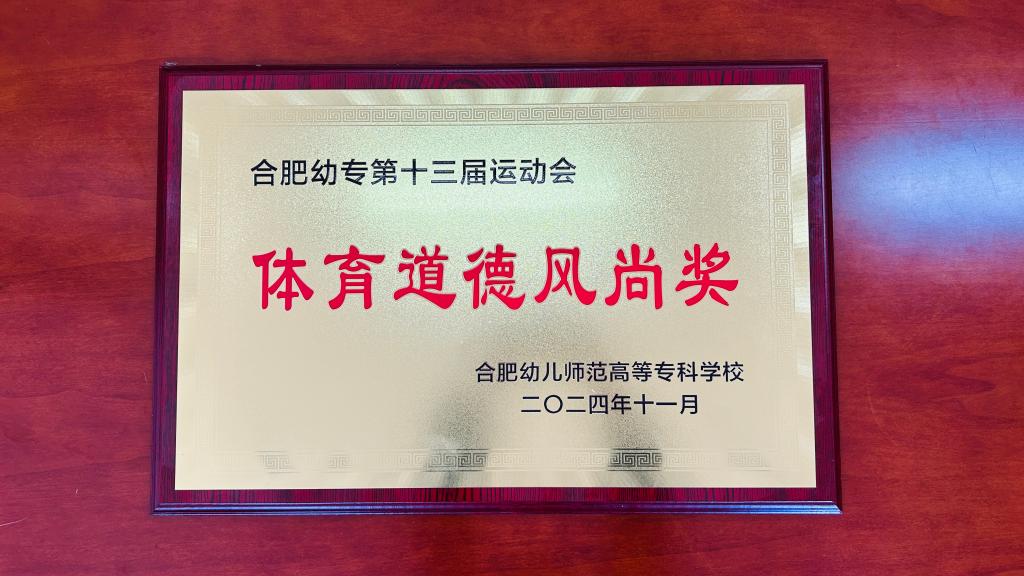 合肥幼专第十三届运动会
体育道德风尚奖
合肥幼儿师范高等专科学校
二〇二四年十一月